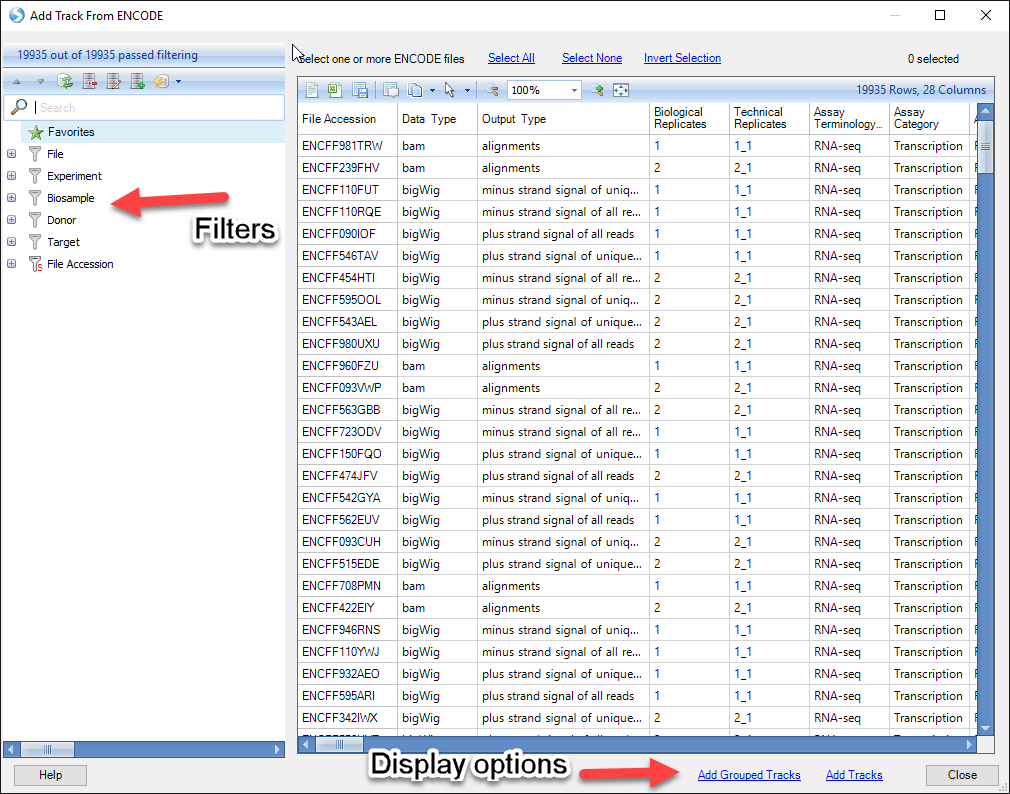 Add Track From ENCODE
19935 out of 19935 passed filtering
Select one or more ENCODE files Select All Select None Invert Selection 0 selected
100% 19935 Rows, 28 Columns
Search
Favorites
File
Experiment
Biosample
Donor
Target
File Accession
Filters
File Accession Data Type Output Type Biological Replicates Technical Replicates Assay Terminology... Assay Category
ENCFF981TRW bam alignments 1 1_1 RNA-seq Transcription
ENCFF239FHV bam alignments 2 2_1 RNA-seq Transcription
ENCFF110FUT bigWig minus strand signal of uniq... 1 1_1 RNA-seq Transcription
ENCFF110RQE bigWig minus strand signal of all re... 1 1_1 RNA-seq Transcription
ENCFF090IOF bigWig plus strand signal of all reads 1 1_1 RNA-seq Transcription
ENCFF546TAV bigWig plus strand signal of unique... 1 1_1 RNA-seq Transcription
ENCFF454HTI bigWig minus strand signal of all re... 2 2_1 RNA-seq Transcription
ENCFF595OOL bigWig minus strand signal of uniq... 2 2_1 RNA-seq Transcription
ENCFF543AEL bigWig plus strand signal of unique... 2 2_1 RNA-seq Transcription
ENCFF980UXU bigWig plus strand signal of all reads 2 2_1 RNA-seq Transcription
ENCFF960FZU bam alignments 1 1_1 RNA-seq Transcription
ENCFF093VWP bam alignments 2 2_1 RNA-seq Transcription
ENCFF563GBB bigWig minus strand signal of all re... 2 2_1 RNA-seq Transcription
ENCFF723ODV bigWig minus strand signal of all re... 1 1_1 RNA-seq Transcription
ENCFF150FQO bigWig plus strand signal of unique... 1 1_1 RNA-seq Transcription
ENCFF474JFV bigWig plus strand signal of all reads 2 2_1 RNA-seq Transcription
ENCFF542GYA bigWig minus strand signal of uniq... 1 1_1 RNA-seq Transcription
ENCFF562EUV bigWig plus strand signal of all reads 1 1_1 RNA-seq Transcription
ENCFF093CUH bigWig minus strand signal of uniq... 2 2_1 RNA-seq Transcription
ENCFF515EDE bigWig plus strand signal of unique... 2 2_1 RNA-seq Transcription
ENCFF708PMN bam alignments 1 1_1 RNA-seq Transcription
ENCFF422EIY bam alignments 2 2_1 RNA-seq Transcription
ENCFF946RNS bigWig minus strand signal of uniq... 1 1_1 RNA-seq Transcription
ENCFF110YWJ bigWig minus strand signal of all re... 1 1_1 RNA-seq Transcription
ENCFF932AEO bigWig plus strand signal of unique... 1 1_1 RNA-seq Transcription
ENCFF595ARI bigWig plus strand signal of all reads 1 1_1 RNA-seq Transcription
ENCFF342IWX bigWig minus strand signal of uniq... 2 2_1 RNA-seq Transcription
Display options
Help Add Grouped Tracks Add Tracks Close